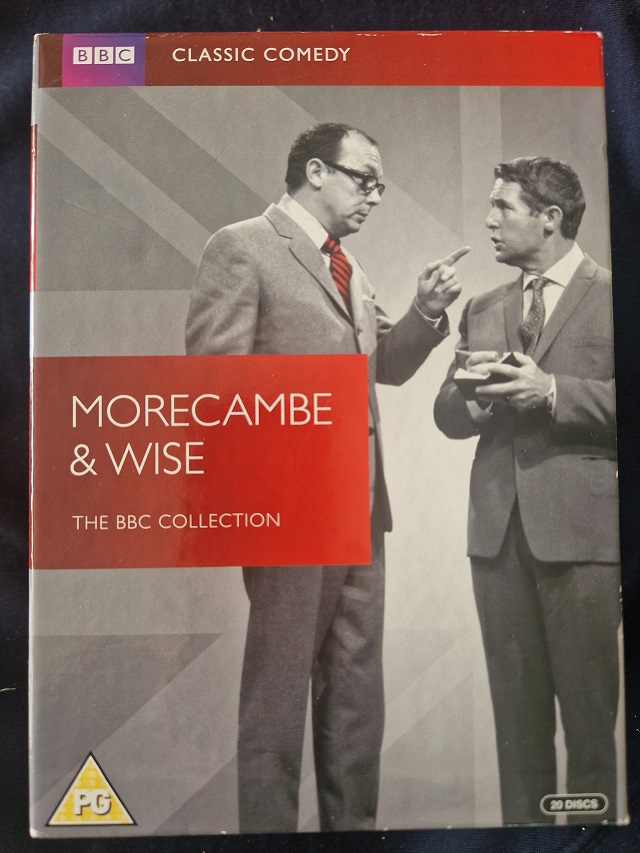 BBC
CLASSIC COMEDY
MORECAMBE
& WISE
THE BBC COLLECTION
PG
20 DISCS